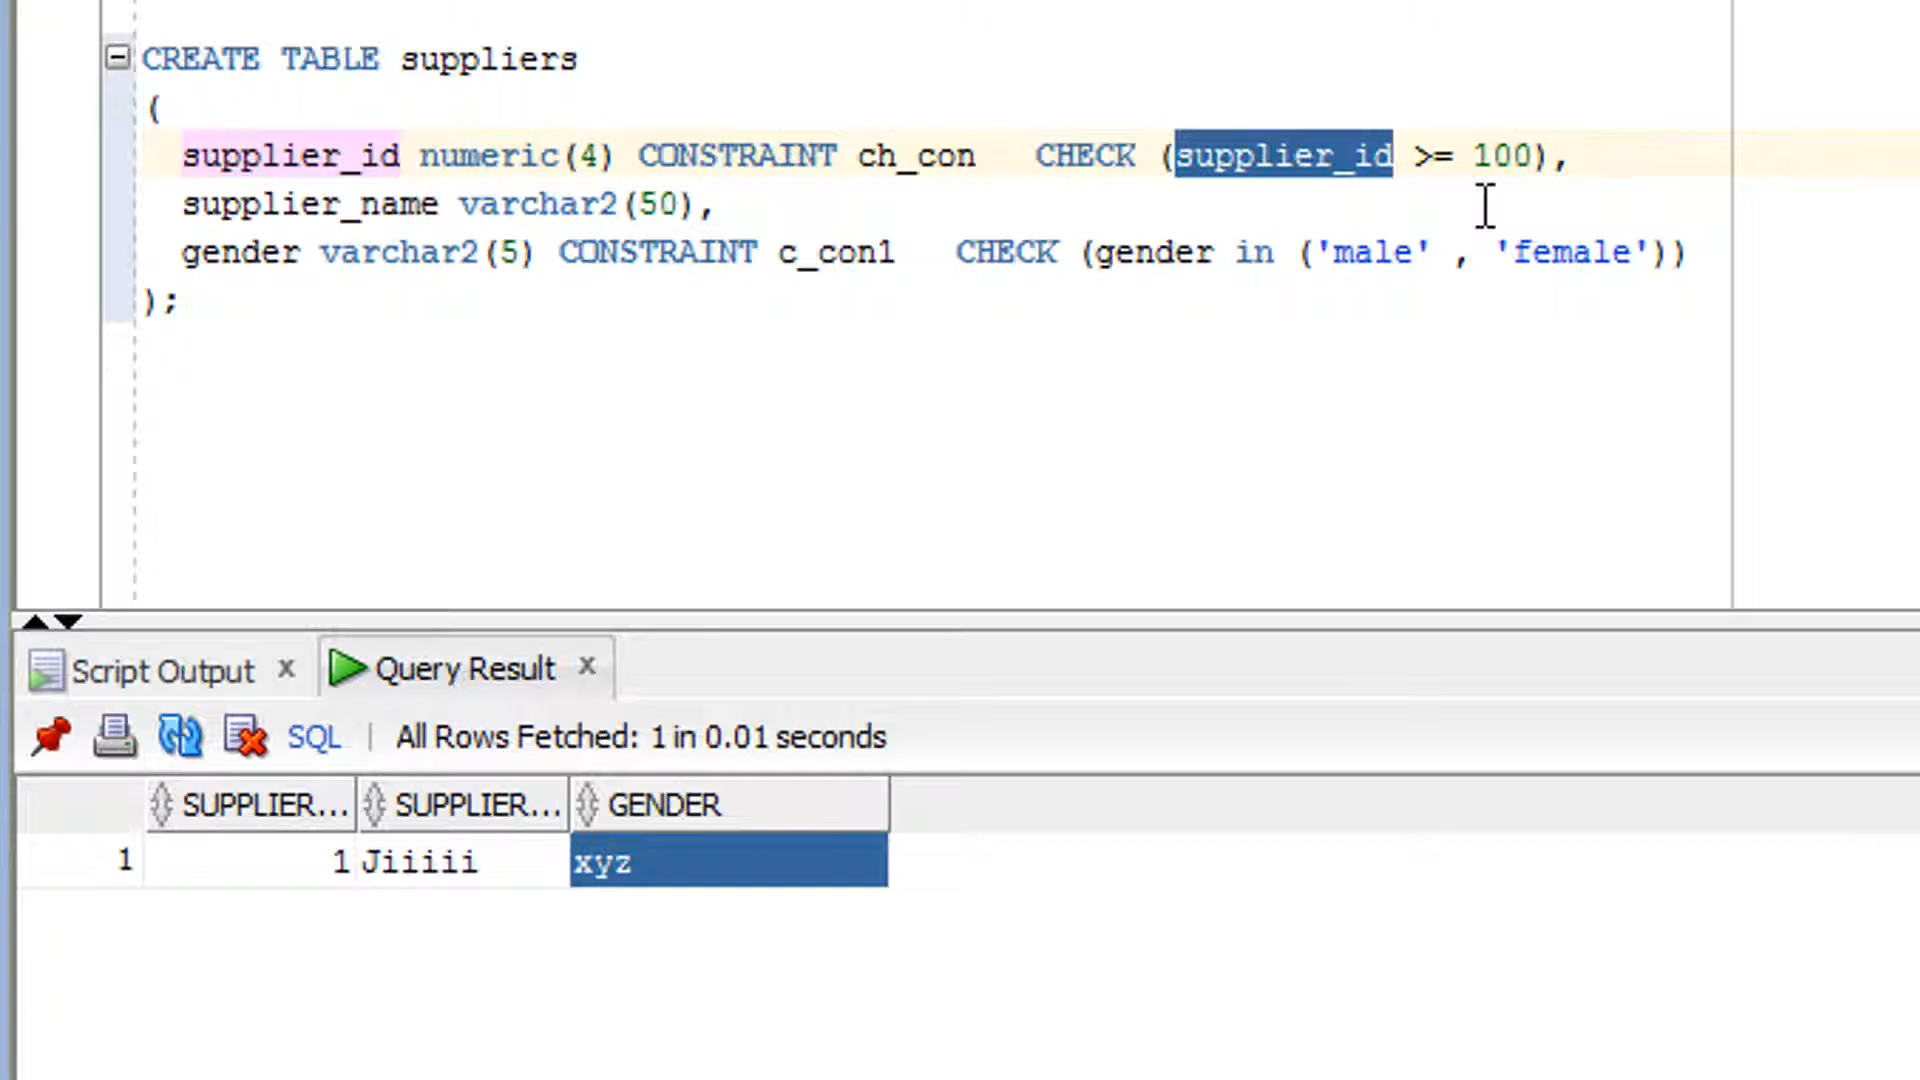 CREATE TABLE suppliers
(
supplier_id numeric(4) CONSTRAINT ch_con CHECK (supplier_id >= 100),
supplier_name varchar2(50),
gender varchar2(5) CONSTRAINT c_con1 CHECK (gender in ('male' , 'female'))
);
Script Output x Query Result x
SQL | All Rows Fetched: 1 in 0.01 seconds
SUPPLIER... SUPPLIER... GENDER
1 1 Jiiiii xyz